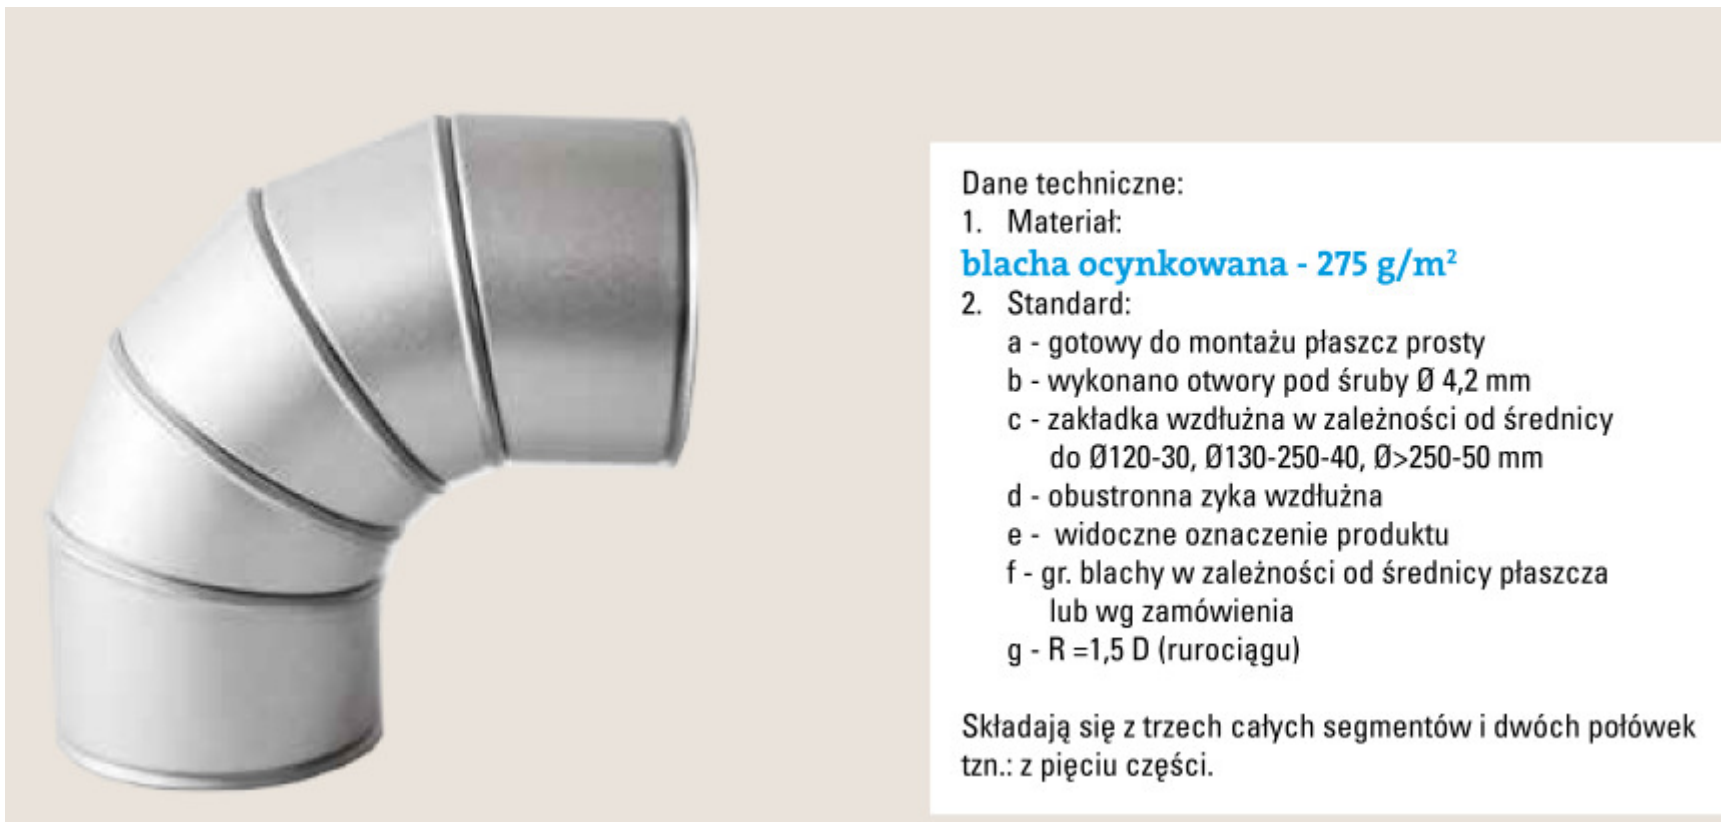 Dane techniczne:
1. Materiał:
blacha ocynkowana - 275 g/m²
2. Standard:
a - gotowy do montażu płaszcz prosty
b - wykonano otwory pod śruby Ø 4,2 mm
c - zakładka wzdłużna w zależności od średnicy
do Ø120-30, Ø130-250-40, Ø>250-50 mm
d - obustronna zyka wzdłużna
e - widoczne oznaczenie produktu
f - gr. blachy w zależności od średnicy płaszcza
lub wg zamówienia
g - R =1,5 D (rurociągu)
Składają się z trzech całych segmentów i dwóch połówek
tzn.: z pięciu części.